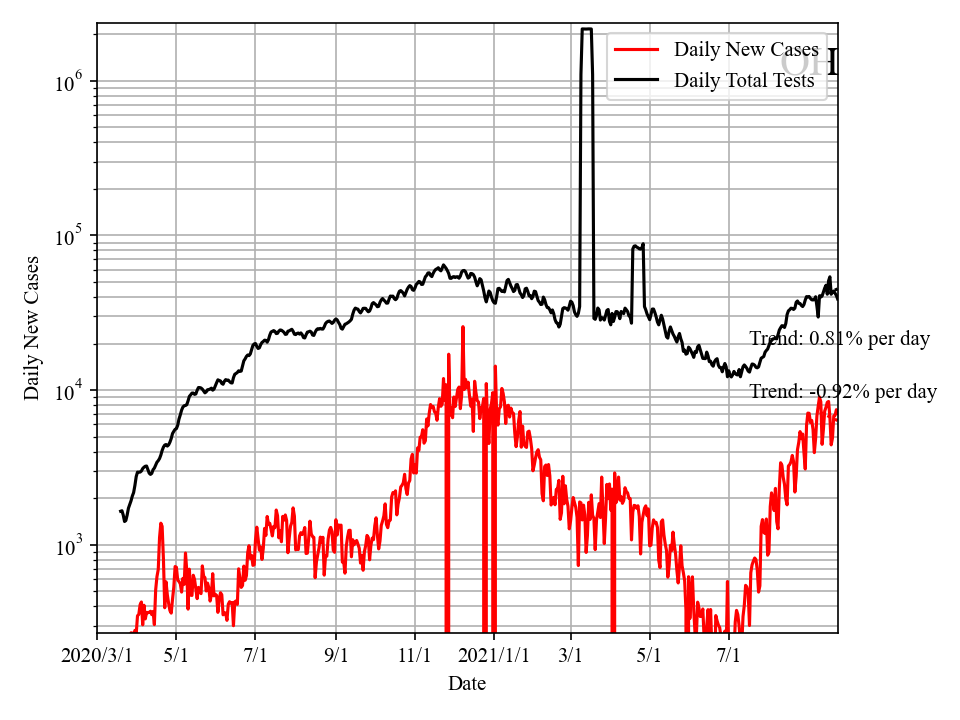 Daily New Cases
Daily Total Tests
OH
10^6
10^5
10^4
10^3
Daily New Cases
Trend: 0.81% per day
Trend: -0.92% per day
2020/3/1 5/1 7/1 9/1 11/1 2021/1/1 3/1 5/1 7/1
Date